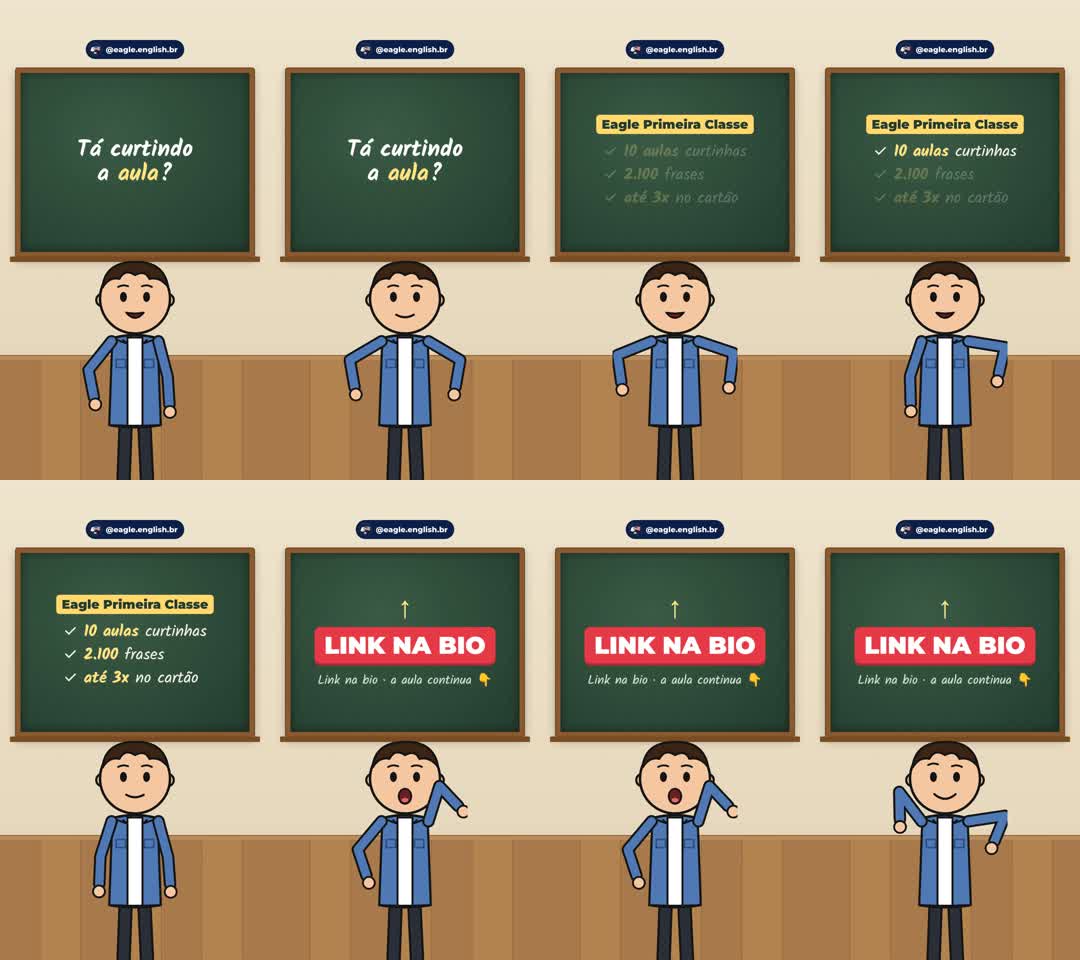 @eagle.english.br
Tá curtindo
a aula?
@eagle.english.br
Tá curtindo
a aula?
@eagle.english.br
Eagle Primeira Classe
✓ 10 aulas curtinhas
✓ 2.100 frases
✓ até 3x no cartão
@eagle.english.br
Eagle Primeira Classe
✓ 10 aulas curtinhas
✓ 2.100 frases
✓ até 3x no cartão
@eagle.english.br
Eagle Primeira Classe
✓ 10 aulas curtinhas
✓ 2.100 frases
✓ até 3x no cartão
@eagle.english.br
↑
LINK NA BIO
Link na bio · a aula continua 👇
@eagle.english.br
↑
LINK NA BIO
Link na bio · a aula continua 👇
@eagle.english.br
↑
LINK NA BIO
Link na bio · a aula continua 👇